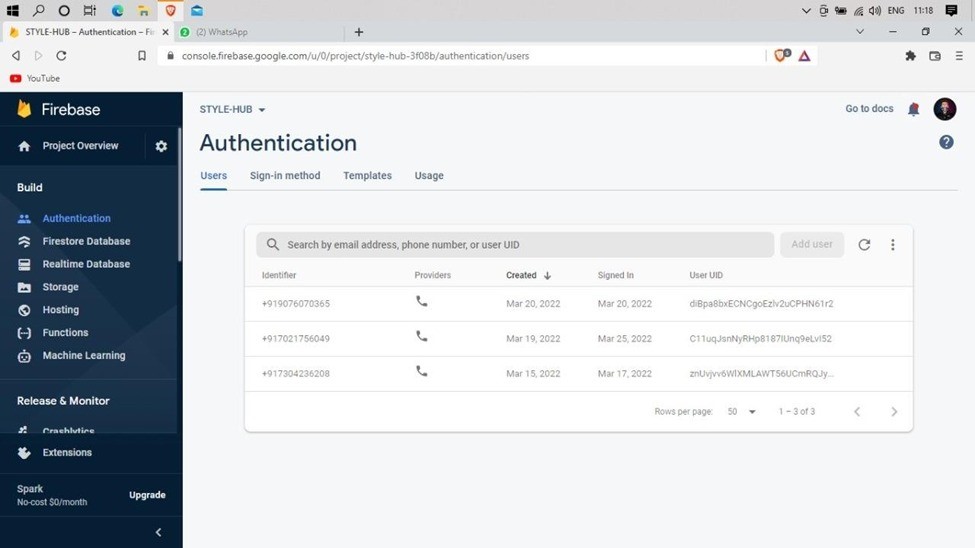 ENG 11:18
STYLE-HUB – Authentication – Fi
2 WhatsApp
console.firebase.google.com/u/0/project/style-hub-3f08b/authentication/users
1
YouTube
Firebase
STYLE-HUB
Go to docs
Authentication
Project Overview
Users Sign-in method Templates Usage
Build
Authentication
Firestore Database
Realtime Database
Storage
Hosting
Functions
Machine Learning
Release & Monitor
Crashlytics
Extensions
Spark
No-cost $0/month
Upgrade
Search by email address, phone number, or user UID
Add user
Identifier Providers Created Signed In User UID
+919076070365 Mar 20, 2022 Mar 20, 2022 diBpa8bxECNCgoEzlv2uCPHN61r2
+917021756049 Mar 19, 2022 Mar 25, 2022 C11uqJsnNyRHp8187IUnq9eLvI52
+917304236208 Mar 15, 2022 Mar 17, 2022 znUvjvv6WlXMLAWT56UCmRQJy...
Rows per page: 50 1 – 3 of 3